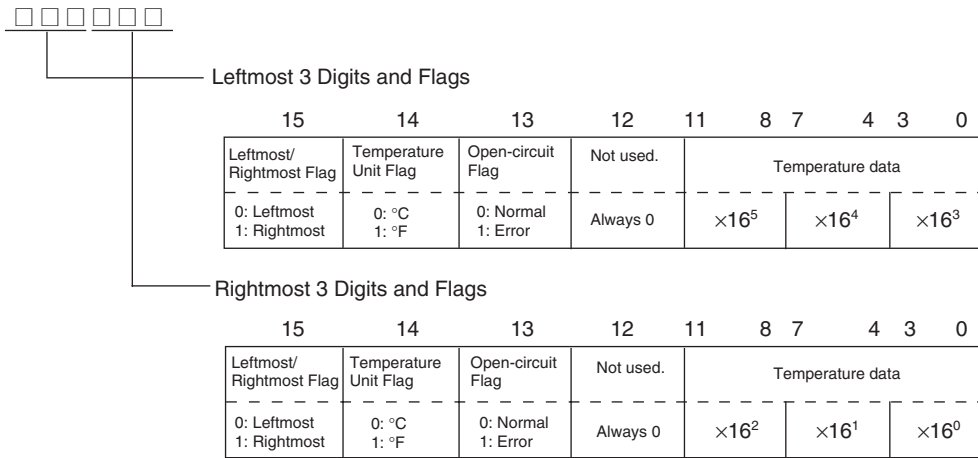 □ □ □ □ □ □
Leftmost 3 Digits and Flags
15 14 13 12 11 8 7 4 3 0
Leftmost/ Temperature Open-circuit Not used. Temperature data
Rightmost Flag Unit Flag Flag
0: Leftmost 0: °C 0: Normal Always 0 ×16⁵ ×16⁴ ×16³
1: Rightmost 1: °F 1: Error
Rightmost 3 Digits and Flags
15 14 13 12 11 8 7 4 3 0
Leftmost/ Temperature Open-circuit Not used. Temperature data
Rightmost Flag Unit Flag Flag
0: Leftmost 0: °C 0: Normal Always 0 ×16² ×16¹ ×16⁰
1: Rightmost 1: °F 1: Error